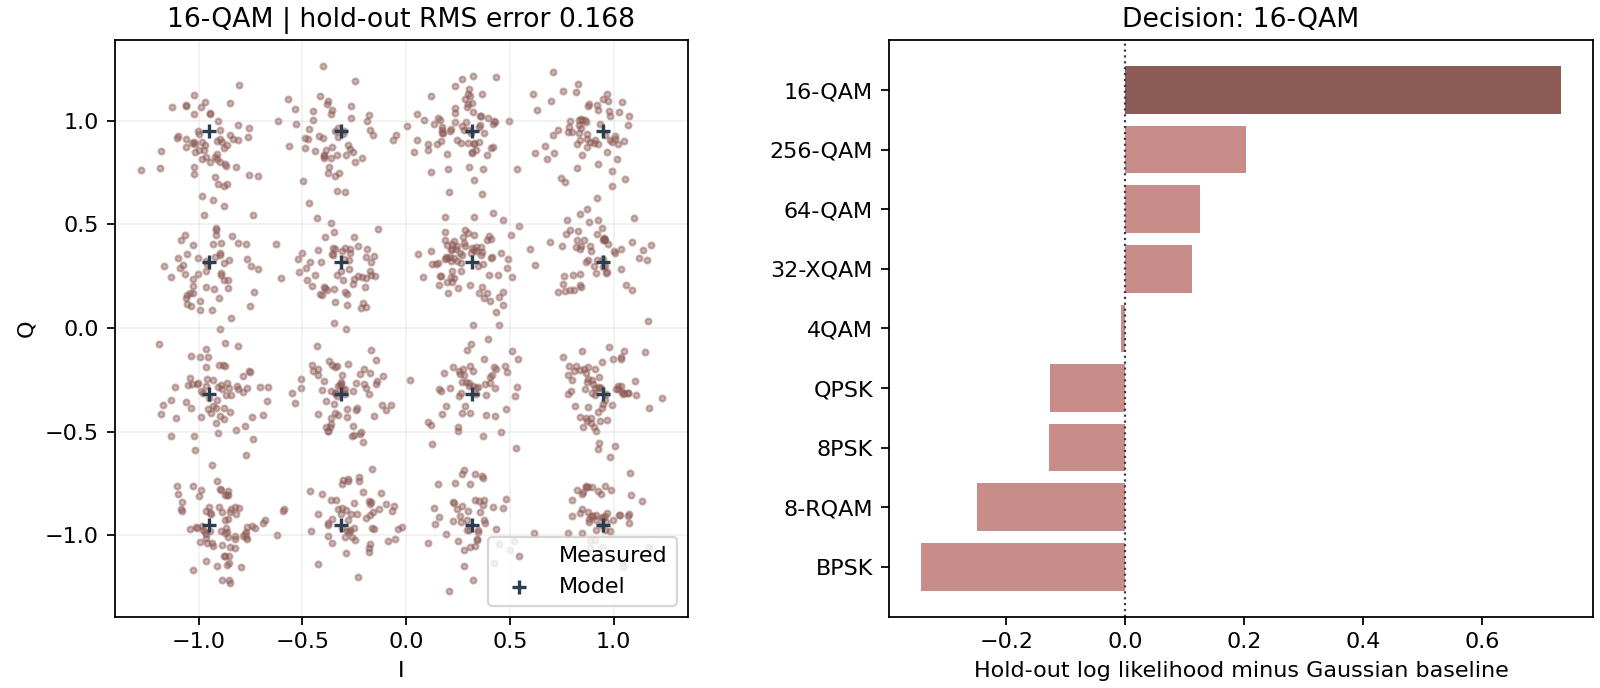 16-QAM | hold-out RMS error 0.168
1.0
0.5
0.0
−0.5
−1.0
Q
−1.0
−0.5
0.0
0.5
1.0
I
Measured
Model
Decision: 16-QAM
16-QAM
256-QAM
64-QAM
32-XQAM
4QAM
QPSK
8PSK
8-RQAM
BPSK
−0.2
0.0
0.2
0.4
0.6
Hold-out log likelihood minus Gaussian baseline